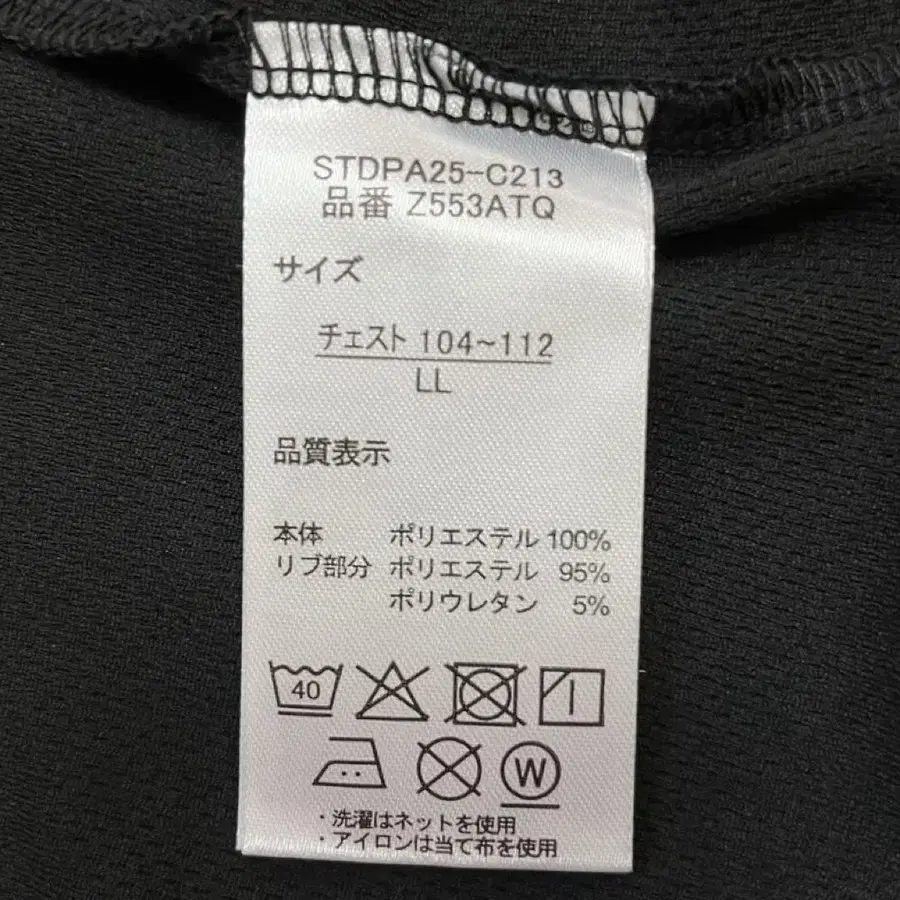 STDPA25-C213
品番 Z553ATQ
サイズ
チェスト 104~112
LL
品質表示
本体 ポリエステル 100%
リブ部分 ポリエステル 95%
ポリウレタン 5%
40
W
・洗濯はネットを使用
・アイロンは当て布を使用